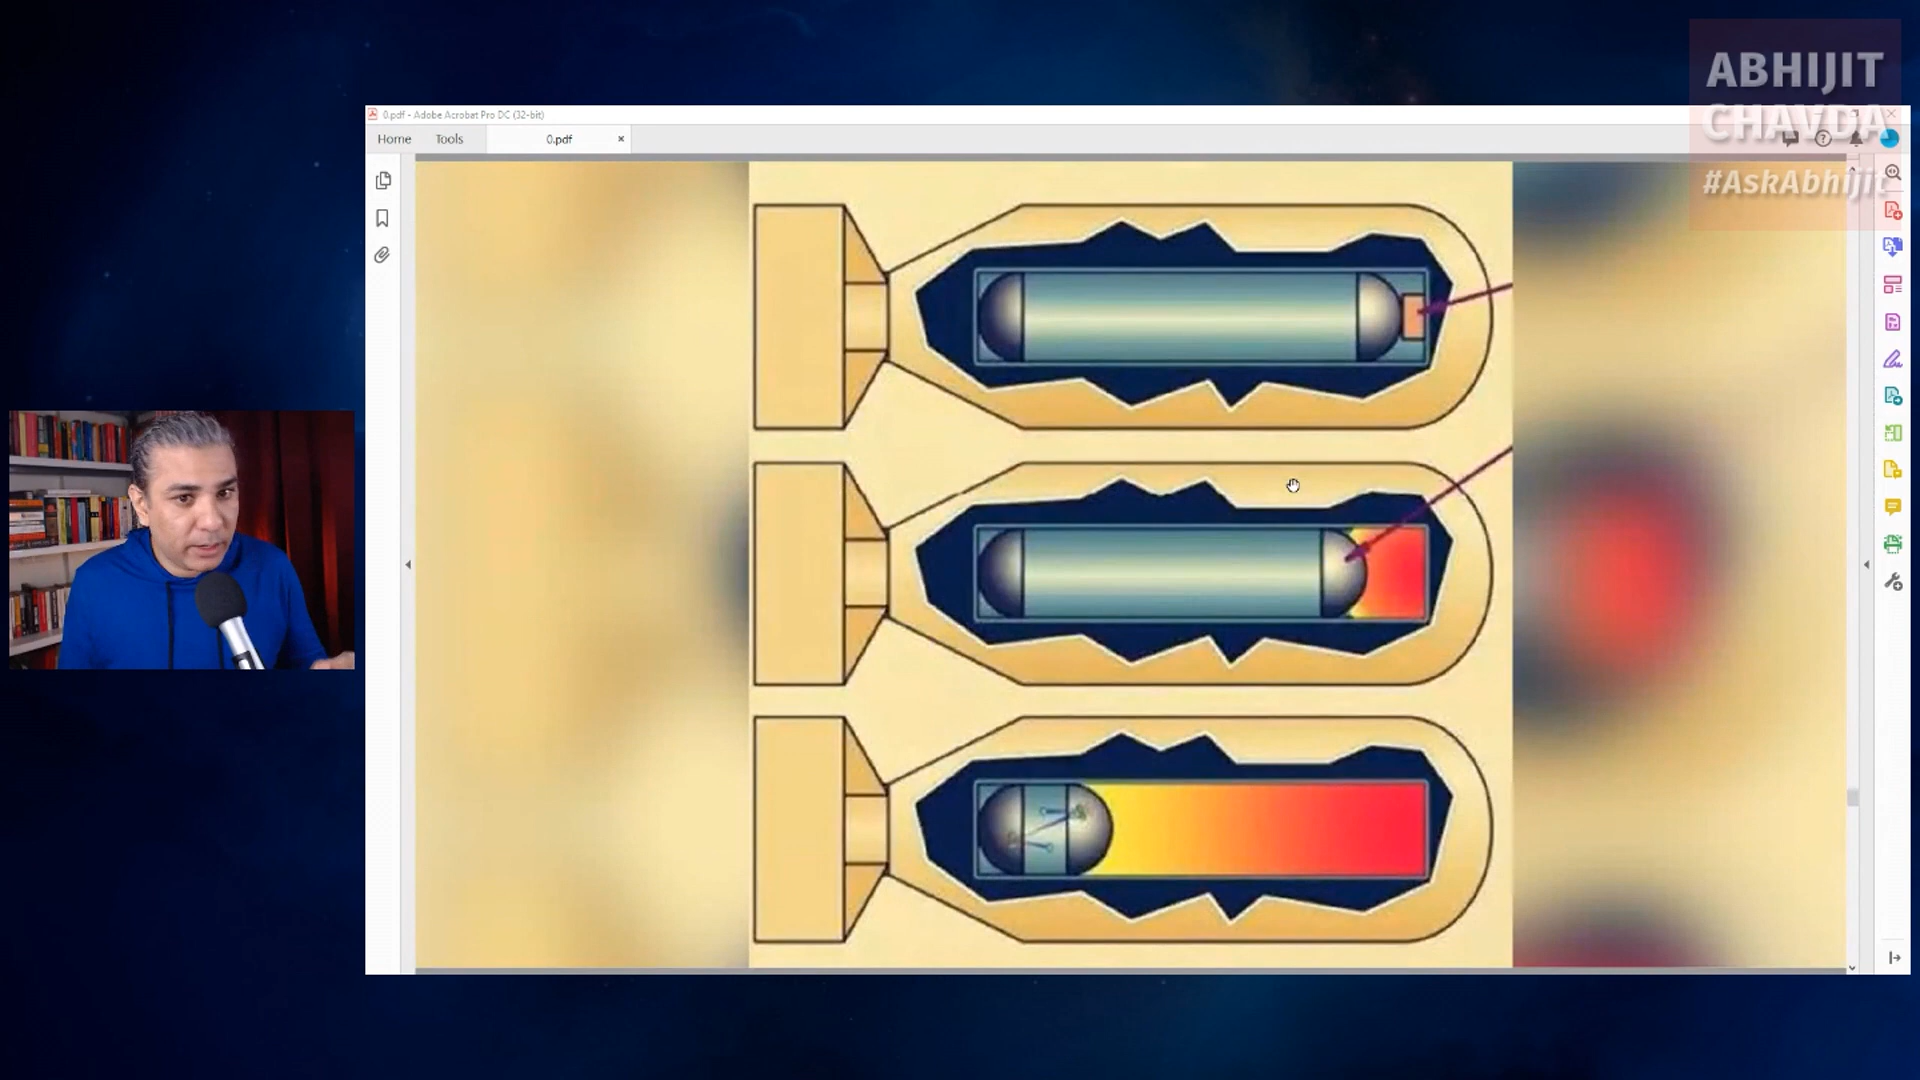 ABHIJIT
CHAVDA
#AskAbhijit
0.pdf - Adobe Acrobat Pro DC (32-bit)
Home
Tools
0.pdf